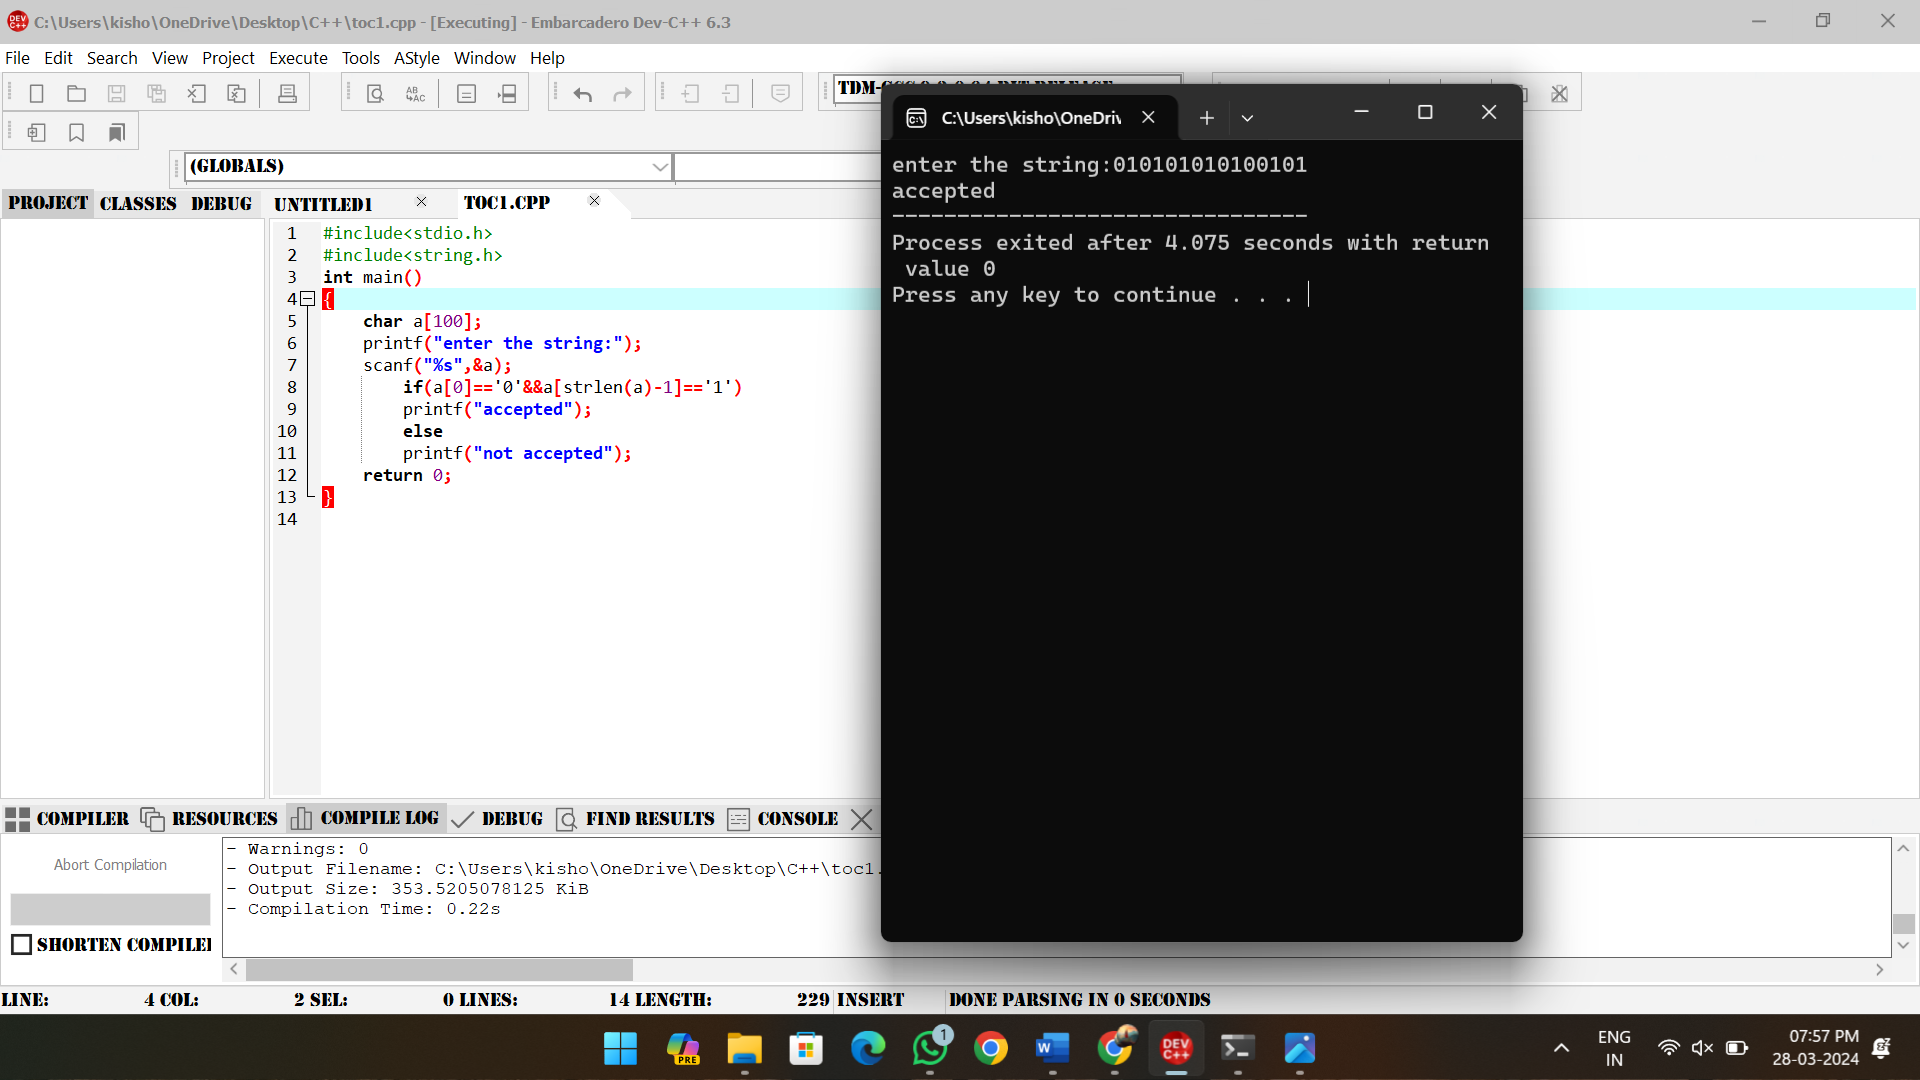 C:\Users\kisho\OneDrive\Desktop\C++\toc1.cpp - [Executing] - Embarcadero Dev-C++ 6.3
File Edit Search View Project Execute Tools AStyle Window Help
(GLOBALS)
PROJECT CLASSES DEBUG UNTITLED1 TOC1.CPP
1 #include<stdio.h>
2 #include<string.h>
3 int main()
4 {
5 char a[100];
6 printf("enter the string:");
7 scanf("%s",&a);
8 if(a[0]=='0'&&a[strlen(a)-1]=='1')
9 printf("accepted");
10 else
11 printf("not accepted");
12 return 0;
13 }
14
C:\Users\kisho\OneDriv
enter the string:010101010100101
accepted
--------------------------------
Process exited after 4.075 seconds with return
value 0
Press any key to continue . . .
COMPILER RESOURCES COMPILE LOG DEBUG FIND RESULTS CONSOLE
Abort Compilation
SHORTEN COMPILER
- Warnings: 0
- Output Filename: C:\Users\kisho\OneDrive\Desktop\C++\toc1.
- Output Size: 353.5205078125 KiB
- Compilation Time: 0.22s
LINE: 4 COL: 2 SEL: 0 LINES: 14 LENGTH: 229 INSERT DONE PARSING IN 0 SECONDS
PRE
1
DEV C++
ENG
IN
07:57 PM
28-03-2024